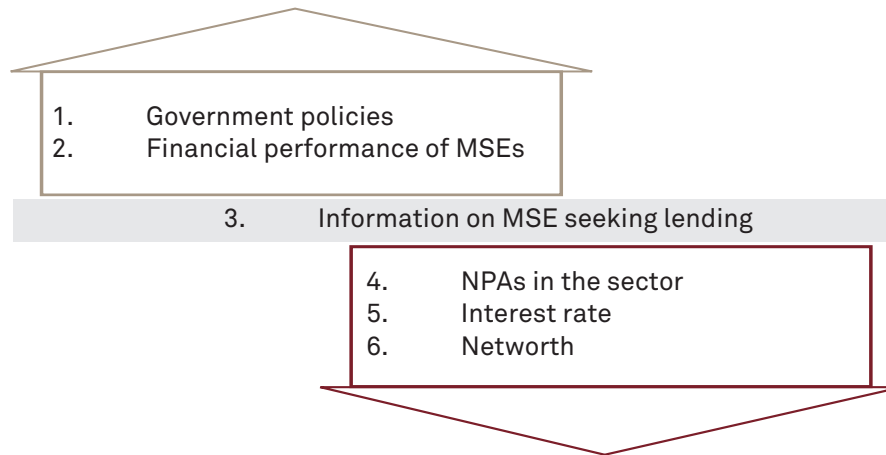 1. Government policies
2. Financial performance of MSEs
3. Information on MSE seeking lending
4. NPAs in the sector
5. Interest rate
6. Networth